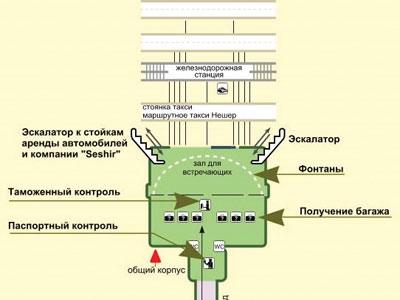 железнодорожная
станция
стоянка такси
маршрутное такси Нешер
Эскалатор к стойкам
аренды автомобилей
и компании "Seshir"
Эскалатор
зал для
встречающих
Фонтаны
Таможенный контроль
Получение багажа
Паспортный контроль
WC
WC
общий корпус